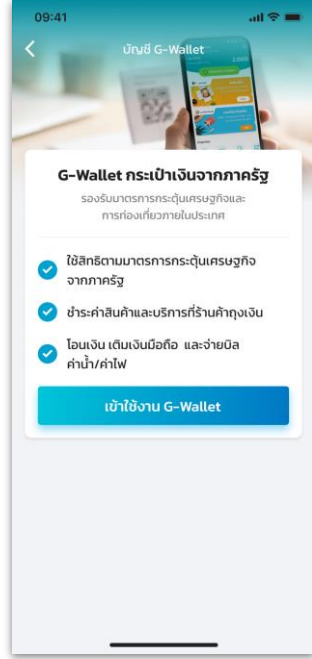 09:41
บัญชี G-Wallet
G-Wallet กระเป๋าเงินจากภาครัฐ
รองรับมาตรการกระตุ้นเศรษฐกิจและ
การท่องเที่ยวภายในประเทศ
ใช้สิทธิตามมาตรการกระตุ้นเศรษฐกิจ
จากภาครัฐ
ชำระค่าสินค้าและบริการที่ร้านค้าถุงเงิน
โอนเงิน เติมเงินมือถือ และจ่ายบิล
ค่าน้ำ/ค่าไฟ
เข้าใช้งาน G-Wallet